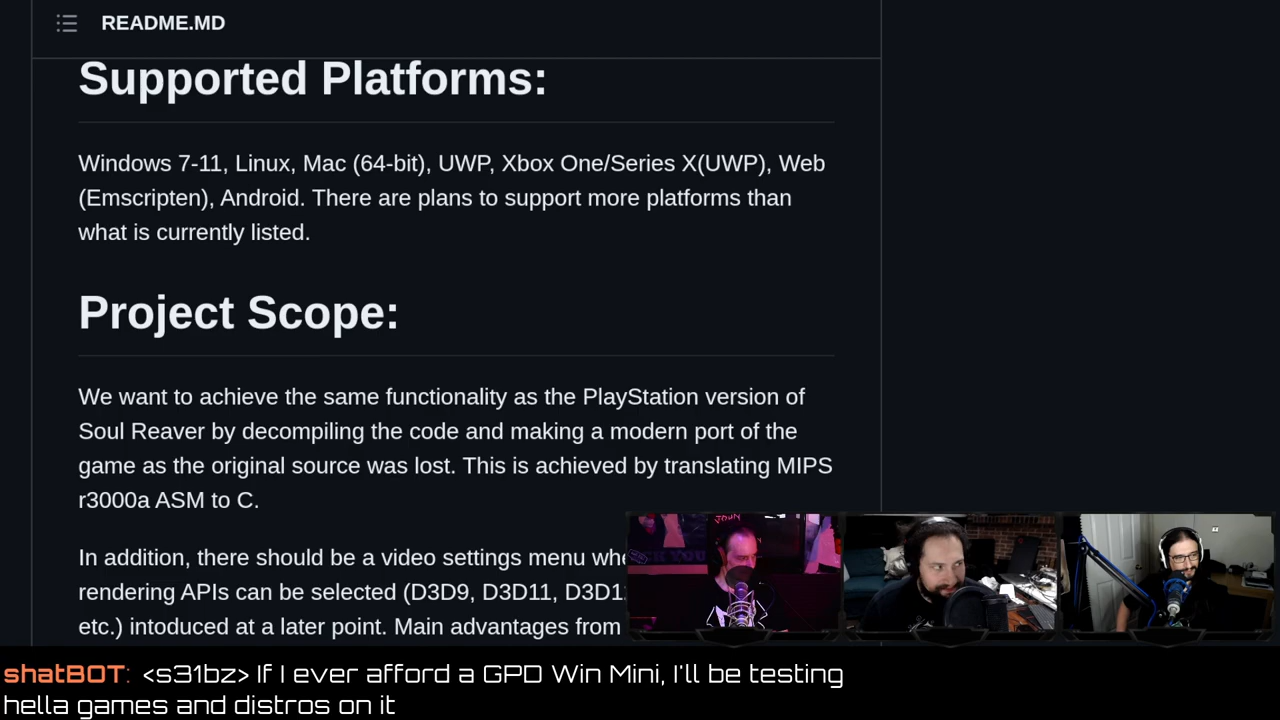 README.MD
Supported Platforms:
Windows 7-11, Linux, Mac (64-bit), UWP, Xbox One/Series X(UWP), Web
(Emscripten), Android. There are plans to support more platforms than
what is currently listed.
Project Scope:
We want to achieve the same functionality as the PlayStation version of
Soul Reaver by decompiling the code and making a modern port of the
game as the original source was lost. This is achieved by translating MIPS
r3000a ASM to C.
In addition, there should be a video settings menu
rendering APIs can be selected (D3D9, D3D11,
etc.) intoduced at a later point. Main advantages from
shatBOT: <s31bz> If I ever afford a GPD Win Mini, I'll be testing
hella games and distros on it